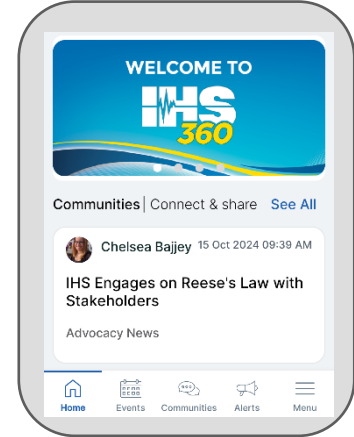 WELCOME TO
IHS
360
Communities| Connect & share See All
Chelsea Bajjey 15 Oct 2024 09:39 AM
IHS Engages on Reese's Law with
Stakeholders
Advocacy News
Home Events Communities Alerts Menu